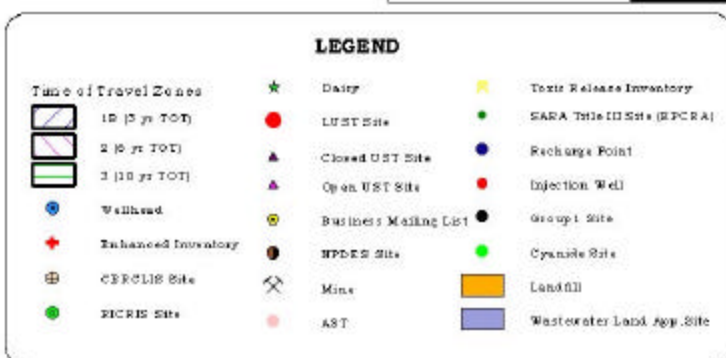 LEGEND
Time of Travel Zones
1B (3 yr TOT)
2 (6 yr TOT)
3 (10 yr TOT)
Wellhead
Enhanced Inventory
CERCLIS Site
RICRIS Site
Dairy
LUST Site
Closed UST Site
Open UST Site
Business Mailing List
NPDES Site
Mine
AST
Toxic Release Inventory
SARA Title III Site (EPCRA)
Recharge Point
Injection Well
Group1 Site
Cyanide Site
Landfill
Wastewater Land App. Site